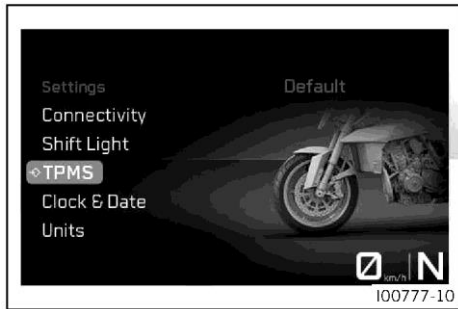 Settings
Default
Connectivity
Shift Light
TPMS
Clock & Date
Units
0 km/h N
I00777-10